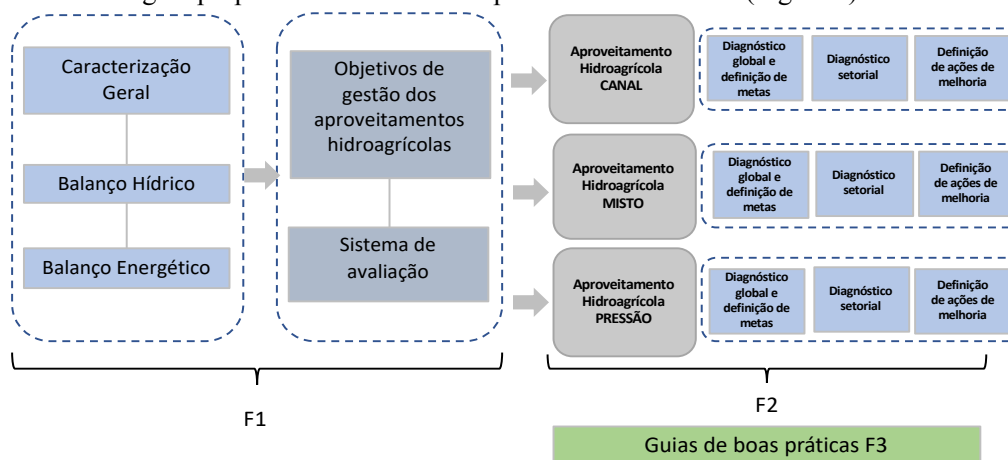 Caracterização
Geral
Balanço Hídrico
Balanço Energético
Objetivos de
gestão dos
aproveitamentos
hidroagrícolas
Sistema de
avaliação
F1
Aproveitamento
Hidroagrícola
CANAL
Diagnóstico
global e
definição de
metas
Diagnóstico
setorial
Definição
de ações de
melhoria
Aproveitamento
Hidroagrícola
MISTO
Diagnóstico
global e
definição de
metas
Diagnóstico
setorial
Definição
de ações de
melhoria
Aproveitamento
Hidroagrícola
PRESSÃO
Diagnóstico
global e
definição de
metas
Diagnóstico
setorial
Definição
de ações de
melhoria
F2
Guias de boas práticas F3